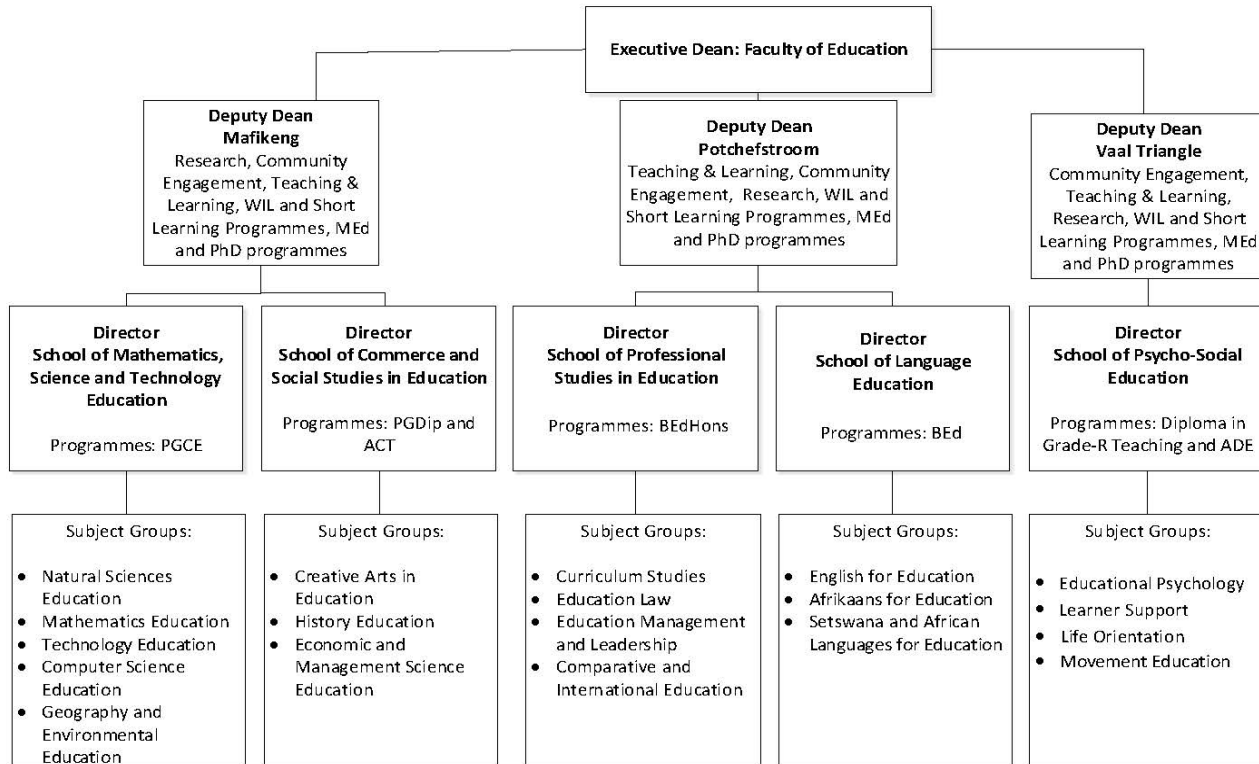 Executive Dean: Faculty of Education
Deputy Dean
Mafikeng
Research, Community
Engagement, Teaching &
Learning, WIL and Short
Learning Programmes, MEd
and PhD programmes
Deputy Dean
Potchefstroom
Teaching & Learning, Community
Engagement, Research, WIL and
Short Learning Programmes, MEd
and PhD programmes
Deputy Dean
Vaal Triangle
Community Engagement,
Teaching & Learning,
Research, WIL and Short
Learning Programmes, MEd
and PhD programmes
Director
School of Mathematics,
Science and Technology
Education
Programmes: PGCE
Director
School of Commerce and
Social Studies in Education
Programmes: PGDip and
ACT
Director
School of Professional
Studies in Education
Programmes: BEdHons
Director
School of Language
Education
Programmes: BEd
Director
School of Psycho-Social
Education
Programmes: Diploma in
Grade-R Teaching and ADE
Subject Groups:
• Natural Sciences
Education
• Mathematics Education
• Technology Education
• Computer Science
Education
• Geography and
Environmental
Education
Subject Groups:
• Creative Arts in
Education
• History Education
• Economic and
Management Science
Education
Subject Groups:
• Curriculum Studies
• Education Law
• Education Management
and Leadership
• Comparative and
International Education
Subject Groups:
• English for Education
• Afrikaans for Education
• Setswana and African
Languages for Education
Subject Groups:
• Educational Psychology
• Learner Support
• Life Orientation
• Movement Education